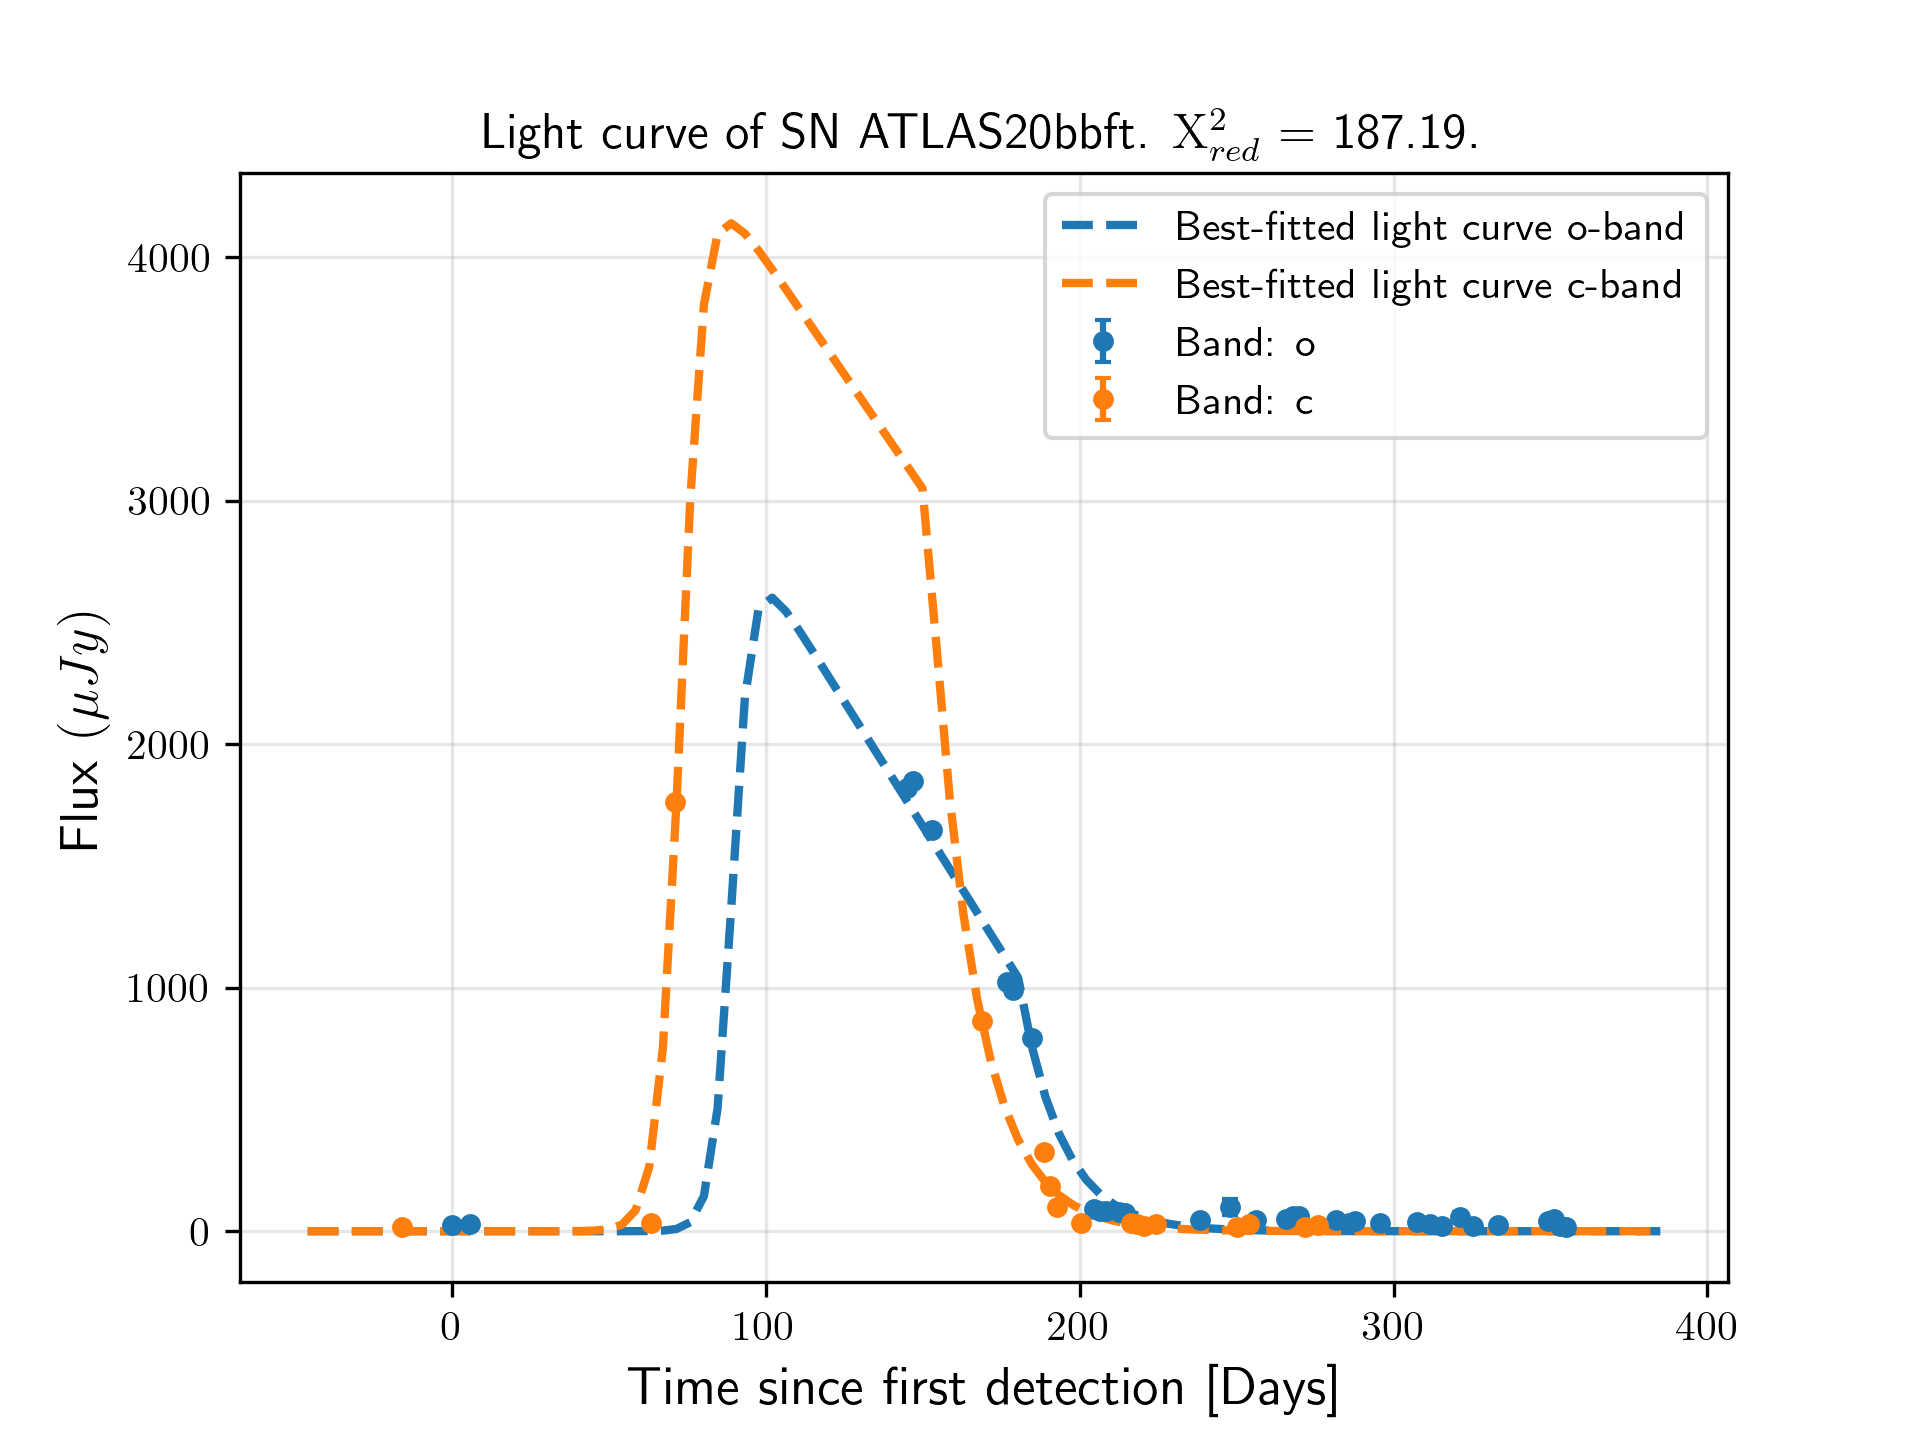 Light curve of SN ATLAS20bbft. X²_red = 187.19.
Best-fitted light curve o-band
Best-fitted light curve c-band
Band: o
Band: c
4000
3000
2000
1000
0
Flux (μJy)
0 100 200 300 400
Time since first detection [Days]